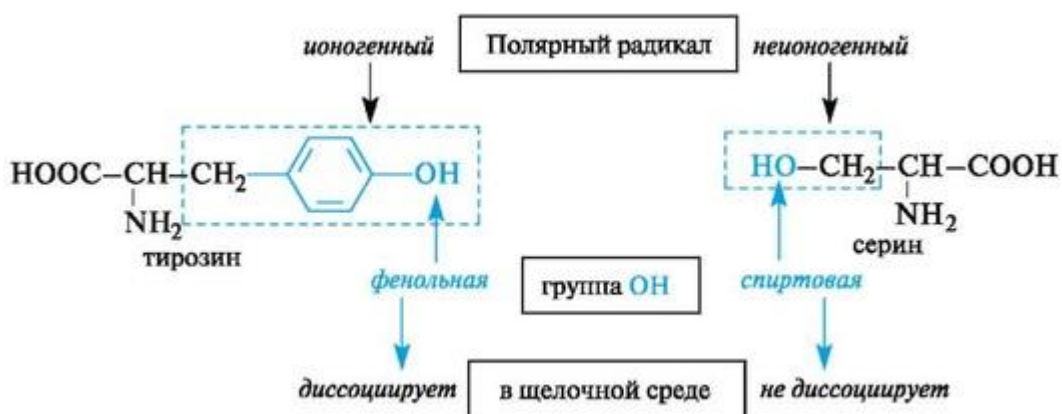 ионогенный Полярный радикал неионогенный
HOOC–CH–CH₂ OH HO–CH₂–CH–COOH
NH₂ NH₂
тирозин серин
фенольная группа OH спиртовая
диссоциирует в щелочной среде не диссоциирует